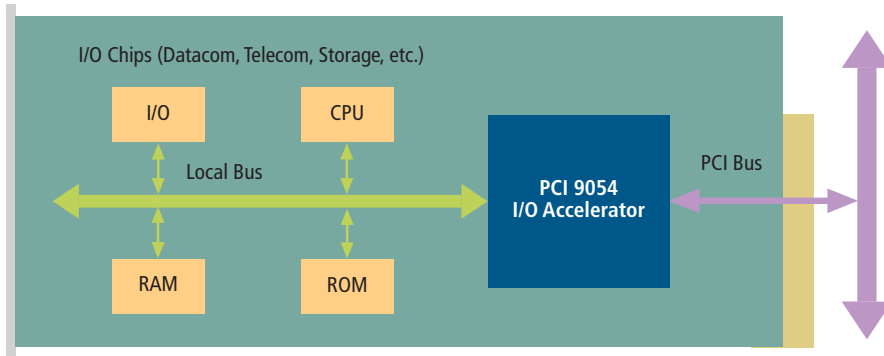 I/O Chips (Datacom, Telecom, Storage, etc.)
I/O
CPU
Local Bus
PCI 9054
I/O Accelerator
PCI Bus
RAM
ROM